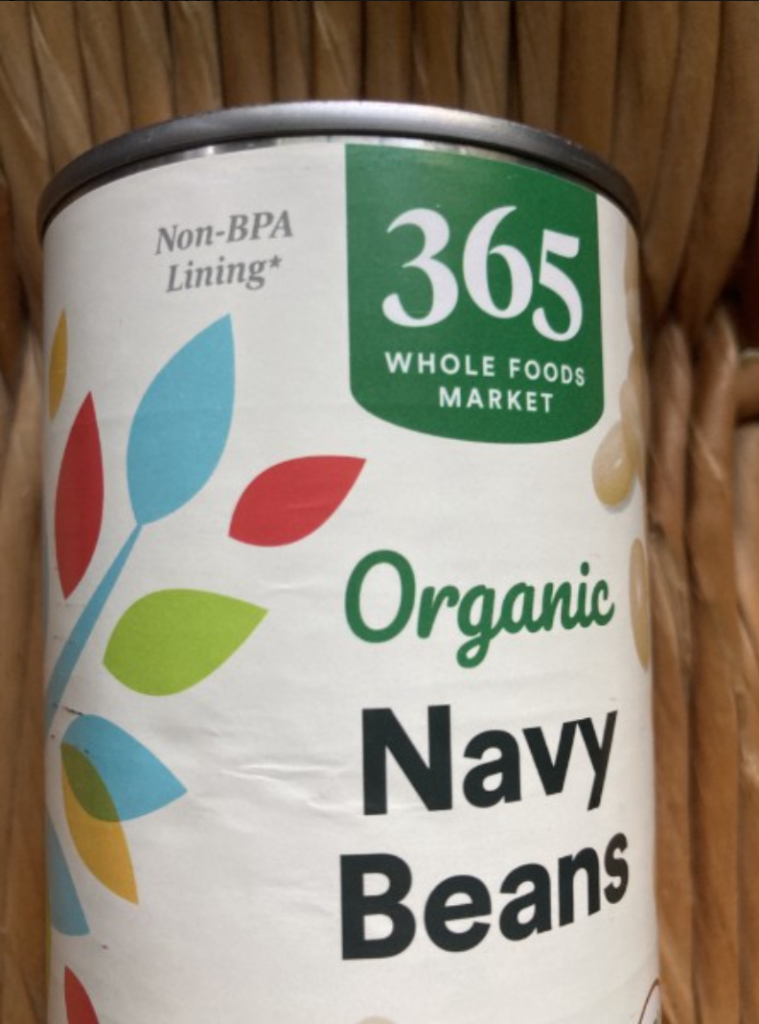 Non-BPA
Lining*
365
WHOLE FOODS
MARKET
Organic
Navy
Beans